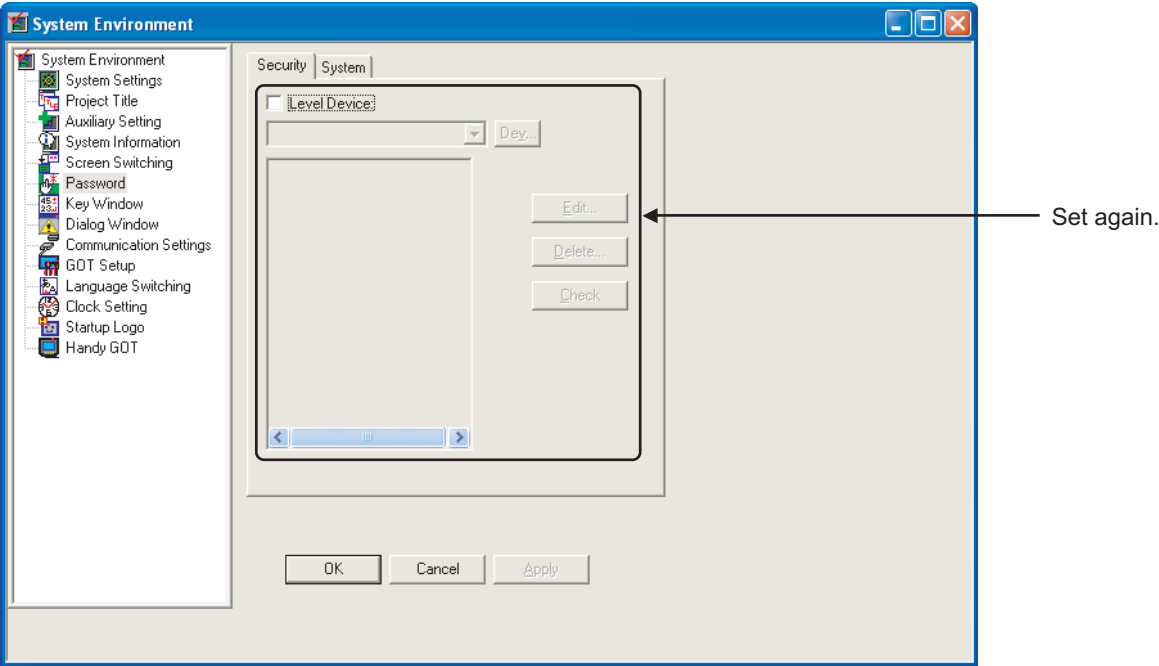 System Environment
System Environment
System Settings
Project Title
Auxiliary Setting
System Information
Screen Switching
Password
Key Window
Dialog Window
Communication Settings
GOT Setup
Language Switching
Clock Setting
Startup Logo
Handy GOT
Security System
Level Device:
Dev...
Edit...
Delete...
Check
Set again.
OK Cancel Apply